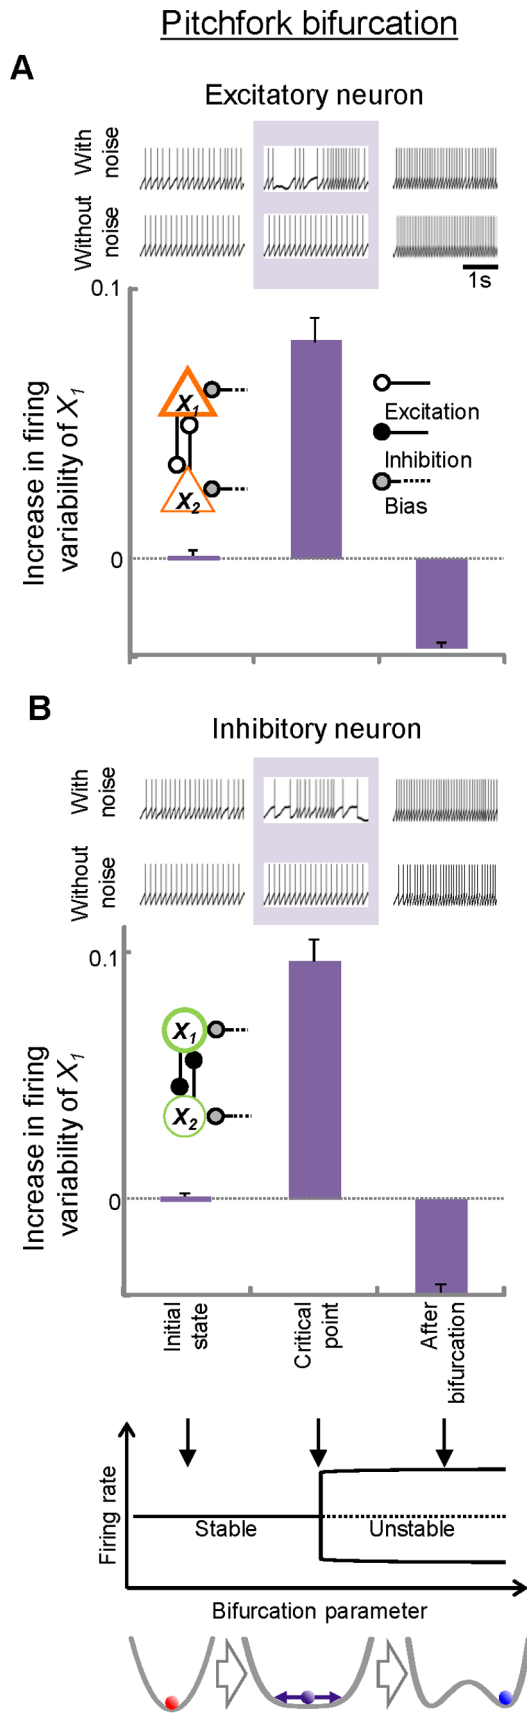 Pitchfork bifurcation
A
Excitatory neuron
With
noise
Without
noise
1s
0.1
Increase in firing
variability of X1
0
X1
X2
Excitation
Inhibition
Bias
B
Inhibitory neuron
With
noise
Without
noise
0.1
Increase in firing
variability of X1
0
X1
X2
Initial
state
Critical
point
After
bifurcation
Firing rate
Stable
Unstable
Bifurcation parameter